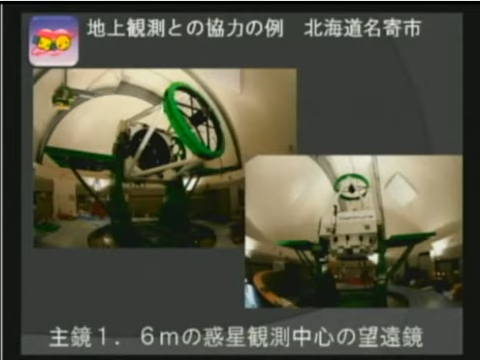 地上観測との協力の例　北海道名寄市
主鏡１．６ｍの惑星観測中心の望遠鏡